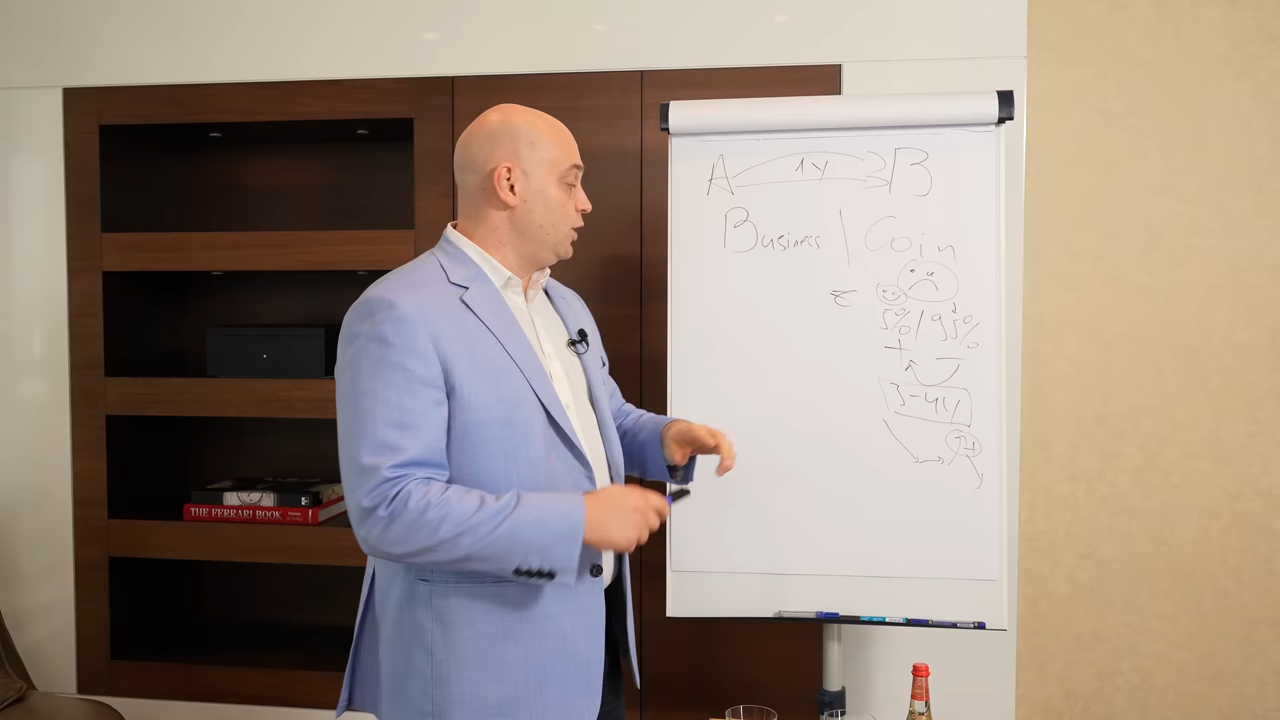 THE FERRARI BOOK
A 1y B
Business | Coin
€
5% / 95%
+ -
3-4y